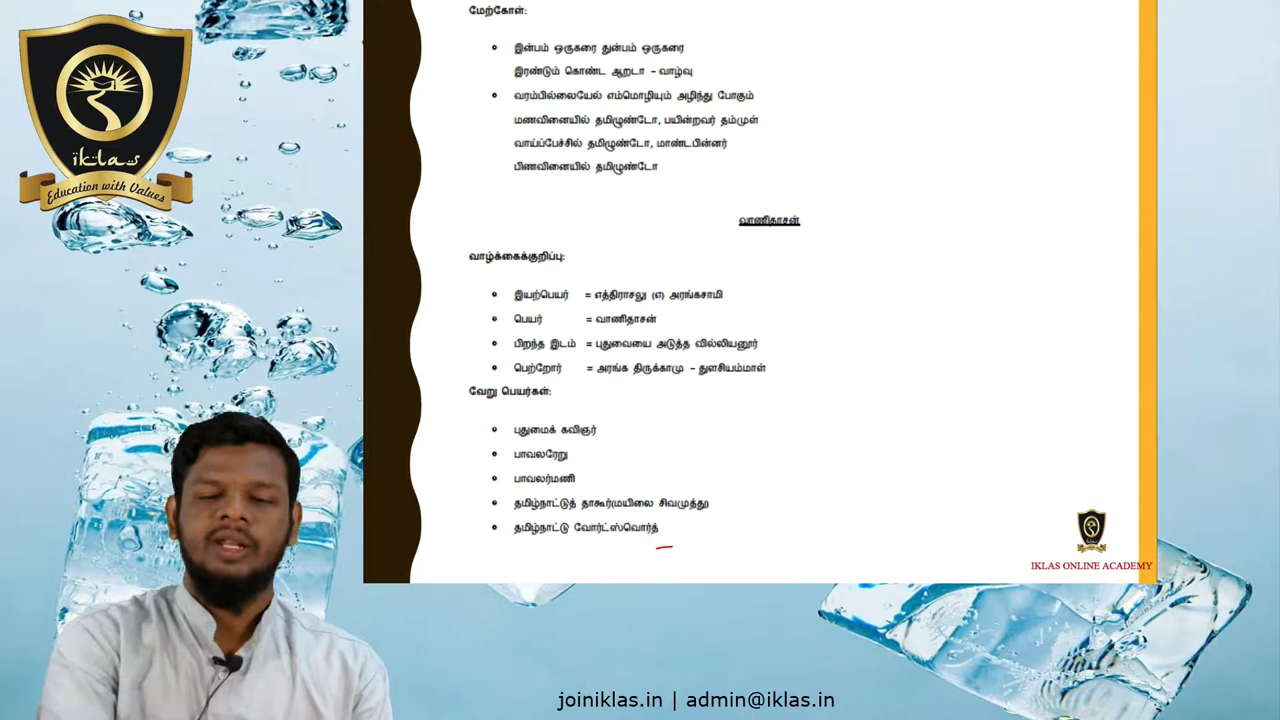 iklas
Education with Values
மேற்கோள்:
இன்பம் ஒருகரை துன்பம் ஒருகரை
இரண்டும் கொண்ட ஆறடா – வாழ்வு
வரம்பில்லையேல் எம்மொழியும் அழிந்து போகும்
மணவினையில் தமிழுண்டோ, பயின்றவர் தம்முள்
வாய்ப்பேச்சில் தமிழுண்டோ, மாண்டபின்னர்
பிணவினையில் தமிழுண்டோ
வாணிதாசன்
வாழ்க்கைக்குறிப்பு:
இயற்பெயர் = எத்திராசலு (எ) அரங்கசாமி
பெயர் = வாணிதாசன்
பிறந்த இடம் = புதுவையை அடுத்த வில்லியனூர்
பெற்றோர் = அரங்க திருக்காமு – துளசியம்மாள்
வேறு பெயர்கள்:
புதுமைக் கவிஞர்
பாவலரேறு
பாவலர்மணி
தமிழ்நாட்டுத் தாகூர்(மயிலை சிவமுத்து)
தமிழ்நாட்டு வோர்ட்ஸ்வொர்த்
IKLAS ONLINE ACADEMY
joiniklas.in | admin@iklas.in